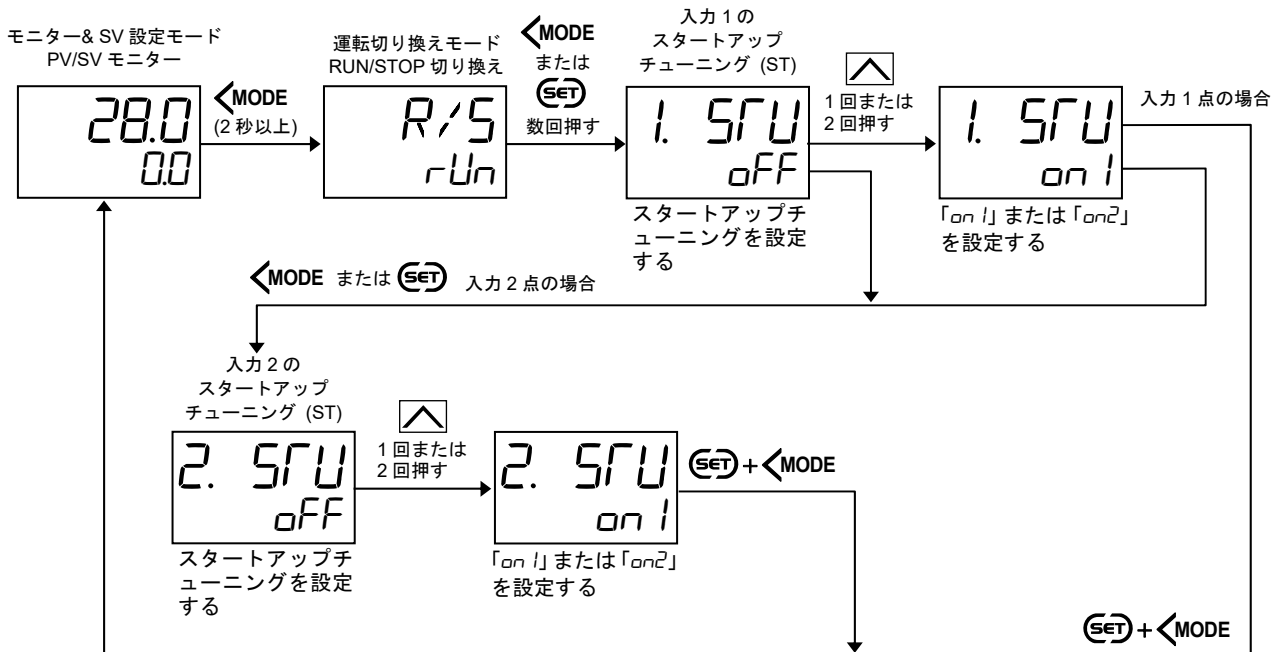 モニター& SV 設定モード
PV/SV モニター
28.0
0.0
MODE
(2 秒以上)
運転切り換えモード
RUN/STOP 切り換え
R/S
rUn
MODE
または
SET
数回押す
入力 1 の
スタートアップ
チューニング (ST)
1. STU
oFF
スタートアップチ
ューニングを設定
する
1 回または
2 回押す
1. STU
on1
「on1」または「on2」
を設定する
入力 1 点の場合
MODE または SET 入力 2 点の場合
入力 2 の
スタートアップ
チューニング (ST)
2. STU
oFF
スタートアップチ
ューニングを設定
する
1 回または
2 回押す
2. STU
on1
「on1」または「on2」
を設定する
SET + MODE
SET + MODE